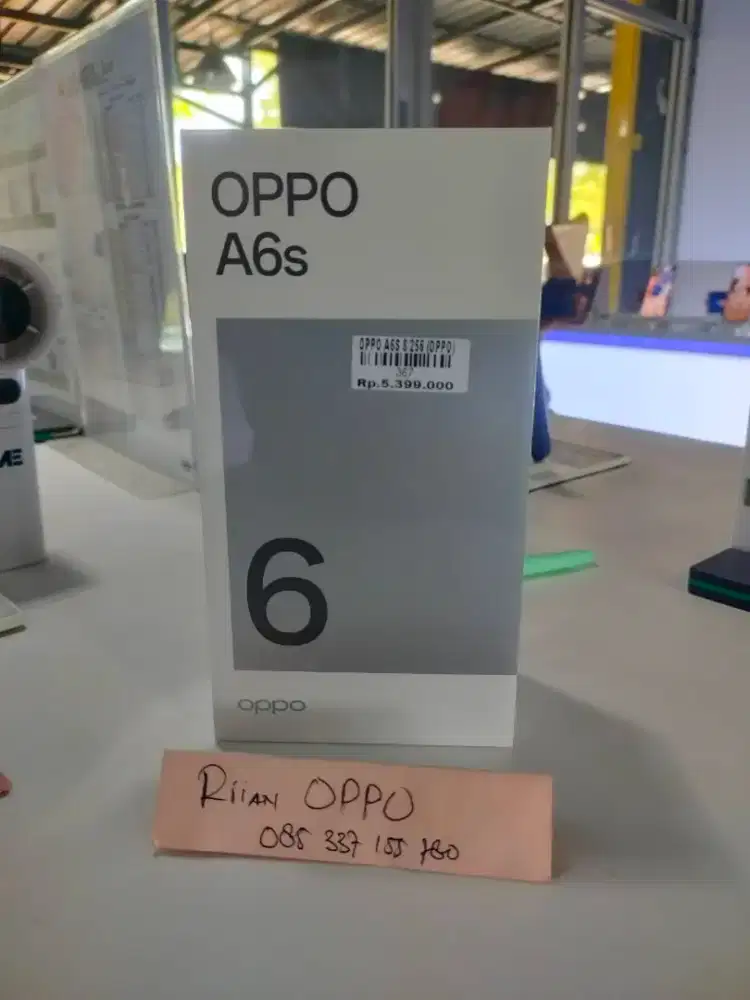 OPPO
A6s
OPPO A6S 8 256 (OPPO)
367
Rp.5.399.000
6
oppo
RiiAN OPPO
085 337 155 780